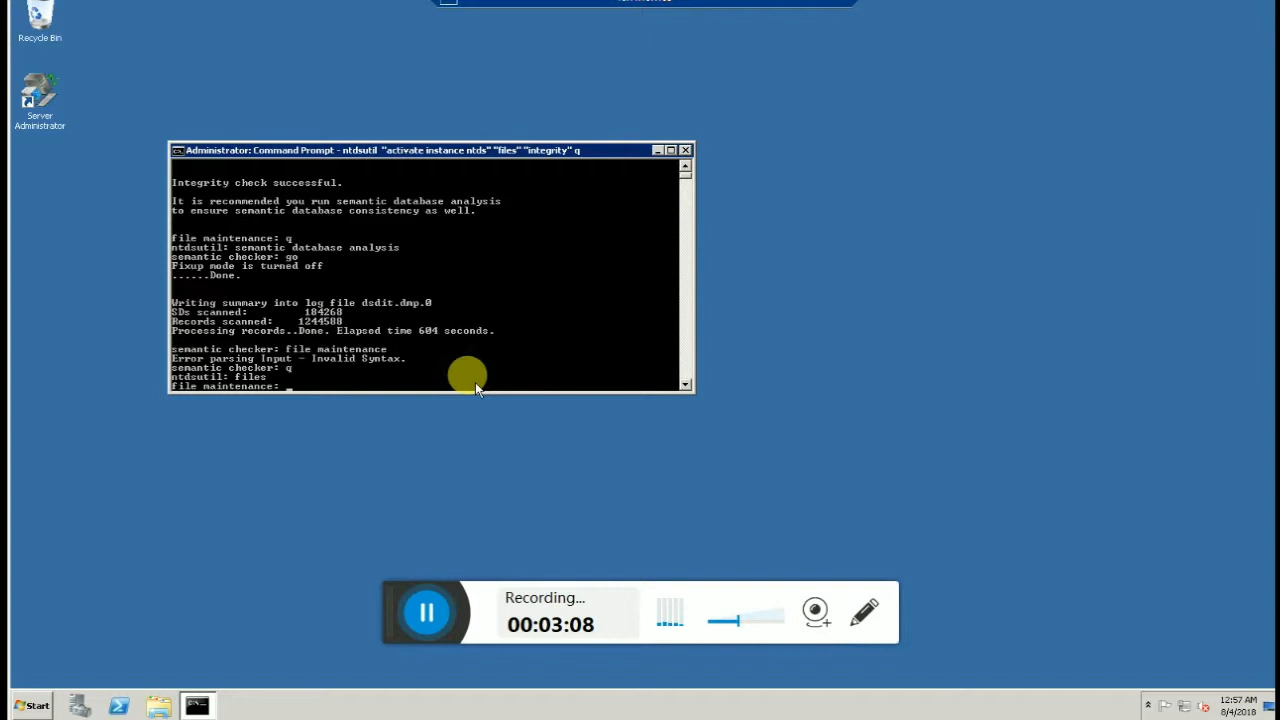 Recycle Bin
Server
Administrator
Administrator: Command Prompt - ntdsutil "activate instance ntds" "files" "integrity" q
Integrity check successful.
It is recommended you run semantic database analysis
to ensure semantic database consistency as well.
file maintenance: q
ntdsutil: semantic database analysis
semantic checker: go
Fixup mode is turned off
......Done.
Writing summary into log file dsdit.dmp.0
SDs scanned: 184268
Records scanned: 1244588
Processing records..Done. Elapsed time 604 seconds.
semantic checker: file maintenance
Error parsing Input - Invalid Syntax.
semantic checker: q
ntdsutil: files
file maintenance: _
Recording...
00:03:08
Start
12:57 AM
8/4/2018